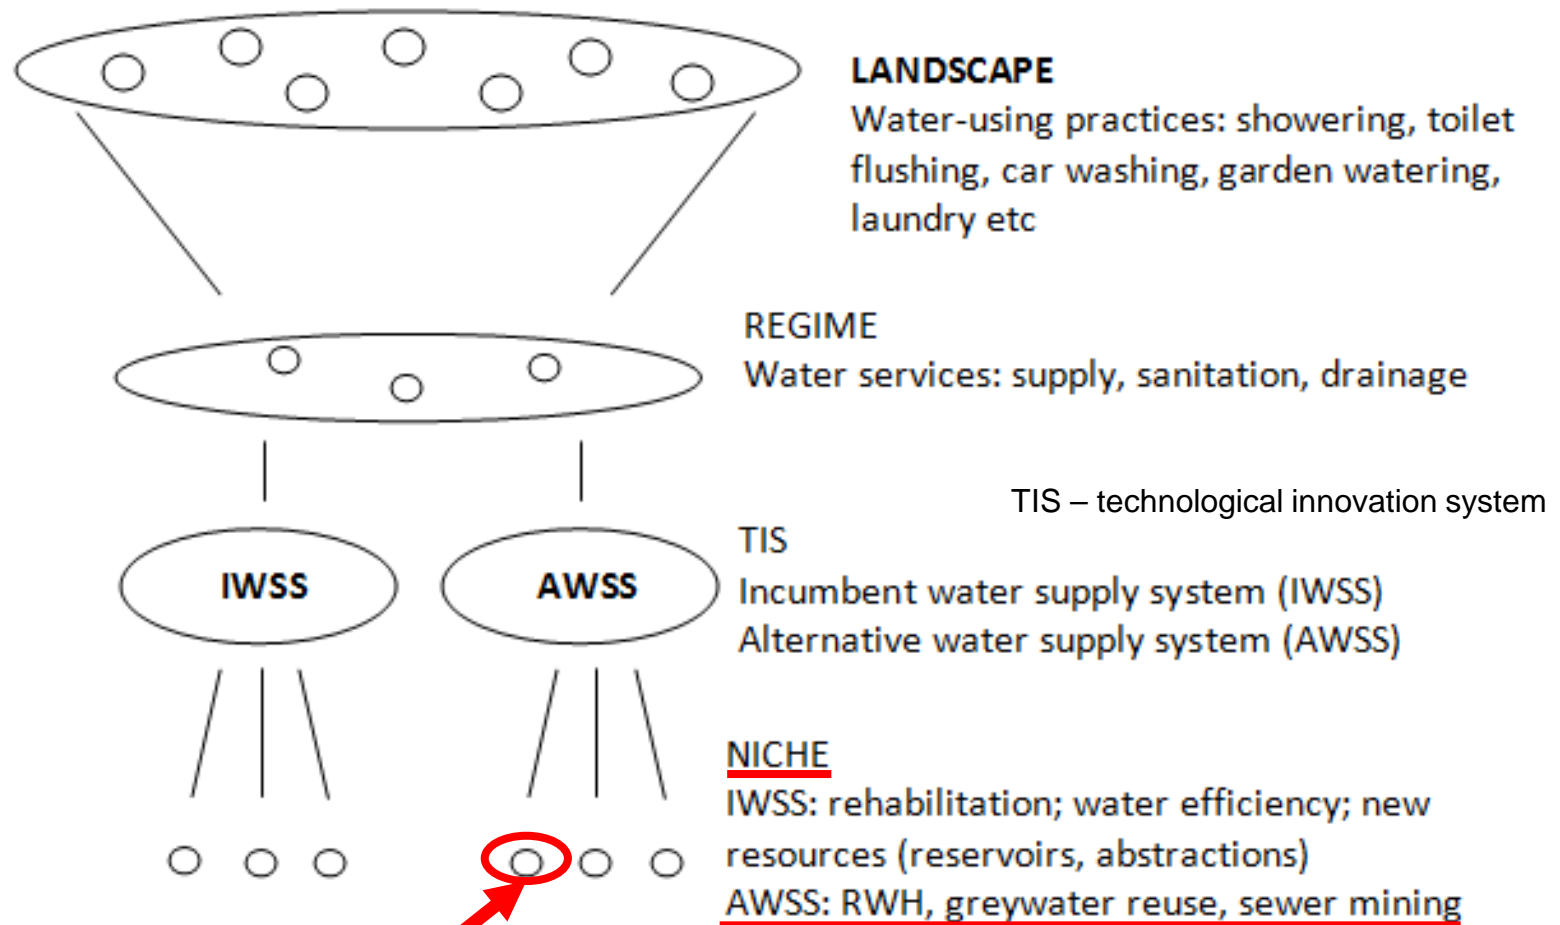 LANDSCAPE
Water-using practices: showering, toilet
flushing, car washing, garden watering,
laundry etc
REGIME
Water services: supply, sanitation, drainage
TIS – technological innovation system
TIS
IWSS
AWSS
Incumbent water supply system (IWSS)
Alternative water supply system (AWSS)
NICHE
IWSS: rehabilitation; water efficiency; new
resources (reservoirs, abstractions)
AWSS: RWH, greywater reuse, sewer mining